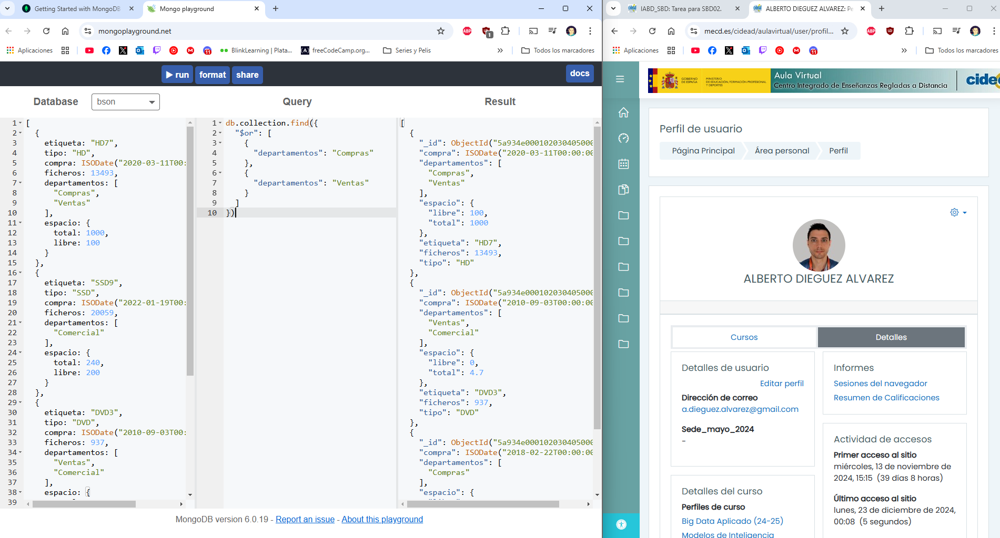 Getting Started with MongoDB
Mongo playground
mongoplayground.net
ABP
1
Aplicaciones
BlinkLearning | Plata...
freeCodeCamp.org...
Series y Pelis
»
Todos los marcadores
run
format
share
docs
Database
bson
Query
Result
1 [
2 {
3 etiqueta: "HD7",
4 tipo: "HD",
5 compra: ISODate("2020-03-11T00:
6 ficheros: 13493,
7 departamentos: [
8 "Compras",
9 "Ventas"
10 ],
11 espacio: {
12 total: 1000,
13 libre: 100
14 }
15 },
16 {
17 etiqueta: "SSD9",
18 tipo: "SSD",
19 compra: ISODate("2022-01-19T00:
20 ficheros: 20059,
21 departamentos: [
22 "Comercial"
23 ],
24 espacio: {
25 total: 240,
26 libre: 200
27 }
28 },
29 {
30 etiqueta: "DVD3",
31 tipo: "DVD",
32 compra: ISODate("2010-09-03T00:
33 ficheros: 937,
34 departamentos: [
35 "Ventas",
36 "Comercial"
37 ],
38 espacio: {
39
1 db.collection.find({
2 "$or": [
3 {
4 "departamentos": "Compras"
5 },
6 {
7 "departamentos": "Ventas"
8 }
9 ]
10 })
[
{
"_id": ObjectId("5a934e000102030405000
"compra": ISODate("2020-03-11T00:00:00
"departamentos": [
"Compras",
"Ventas"
],
"espacio": {
"libre": 100,
"total": 1000
},
"etiqueta": "HD7",
"ficheros": 13493,
"tipo": "HD"
},
{
"_id": ObjectId("5a934e000102030405000
"compra": ISODate("2010-09-03T00:00:00
"departamentos": [
"Ventas",
"Comercial"
],
"espacio": {
"libre": 0,
"total": 4.7
},
"etiqueta": "DVD3",
"ficheros": 937,
"tipo": "DVD"
},
{
"_id": ObjectId("5a934e000102030405000
"compra": ISODate("2018-02-22T00:00:00
"departamentos": [
"Compras"
],
"espacio": {
MongoDB version 6.0.19 - Report an issue - About this playground
IABD_SBD: Tarea para SBD02.
ALBERTO DIEGUEZ ALVAREZ: Pe
mecd.es/cidead/aulavirtual/user/profil...
ABP
Aplicaciones
11
»
Todos los marcadores
GOBIERNO DE ESPAÑA
MINISTERIO DE EDUCACIÓN, FORMACIÓN PROFESIONAL Y DEPORTES
Aula Virtual
Centro Integrado de Enseñanzas Regladas a Distancia
Perfil de usuario
Página Principal
Área personal
Perfil
ALBERTO DIEGUEZ ALVAREZ
Cursos
Detalles
Detalles de usuario
Editar perfil
Dirección de correo
a.dieguez.alvarez@gmail.com
Sede_mayo_2024
-
Detalles del curso
Perfiles de curso
Big Data Aplicado (24-25)
Modelos de Inteligencia
Informes
Sesiones del navegador
Resumen de Calificaciones
Actividad de accesos
Primer acceso al sitio
miércoles, 13 de noviembre de
2024, 15:15 (39 días 8 horas)
Último acceso al sitio
lunes, 23 de diciembre de 2024,
00:08 (5 segundos)